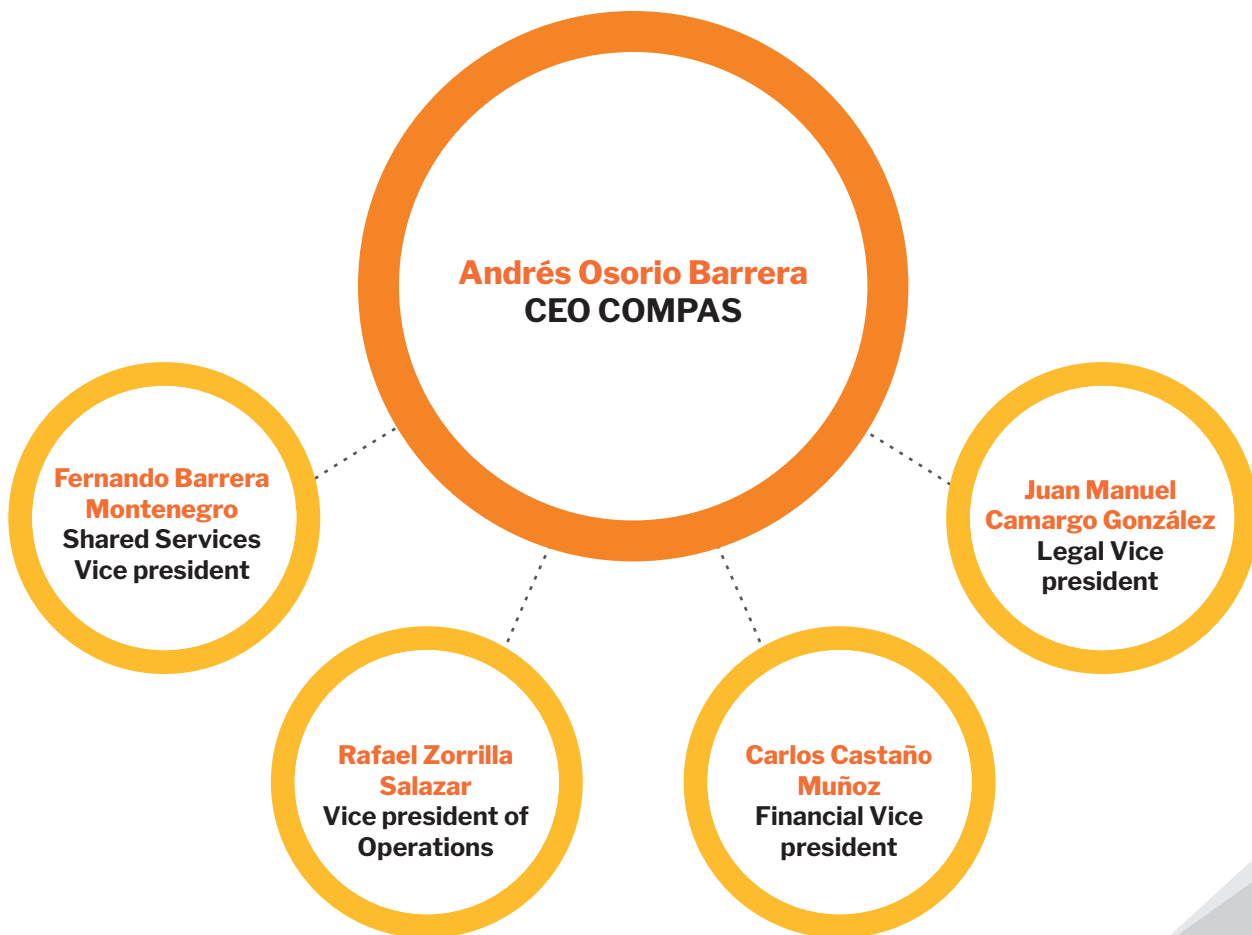 Andrés Osorio Barrera
CEO COMPAS
Fernando Barrera
Montenegro
Shared Services
Vice president
Juan Manuel
Camargo González
Legal Vice
president
Rafael Zorrilla
Salazar
Vice president of
Operations
Carlos Castaño
Muñoz
Financial Vice
president